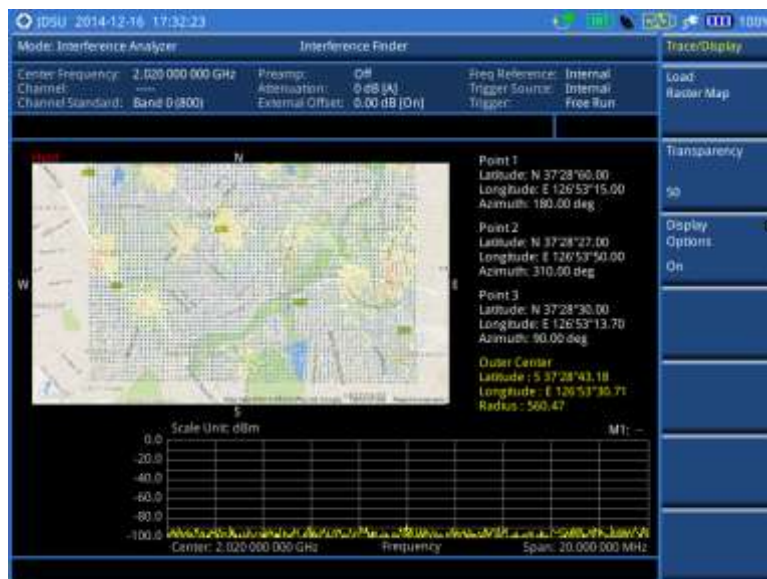 JDSU 2014-12-16 17:32:23
100%
Mode: Interference Analyzer
Interference Finder
Trace/Display
Center Frequency: 2.020 000 000 GHz
Channel: ----
Channel Standard: Band 0 (800)
Preamp: Off
Attenuation: 0 dB [A]
External Offset: 0.00 dB [On]
Freq Reference: Internal
Trigger Source: Internal
Trigger: Free Run
Load
Raster Map
Transparency
50
Display
Options
On
N
W
E
S
Point 1
Latitude: N 37'28"60.00
Longitude: E 126'53"15.00
Azimuth: 180.00 deg
Point 2
Latitude: N 37'28"27.00
Longitude: E 126'53"50.00
Azimuth: 310.00 deg
Point 3
Latitude: N 37'28"30.00
Longitude: E 126'53"13.70
Azimuth: 90.00 deg
Outer Center
Latitude : S 37'28"43.18
Longitude : E 126'53"30.71
Radius : 560.47
Scale Unit: dBm
M1: --
0.0
-20.0
-40.0
-60.0
-80.0
-100.0
Center: 2.020 000 000 GHz
Frequency
Span: 20.000 000 MHz